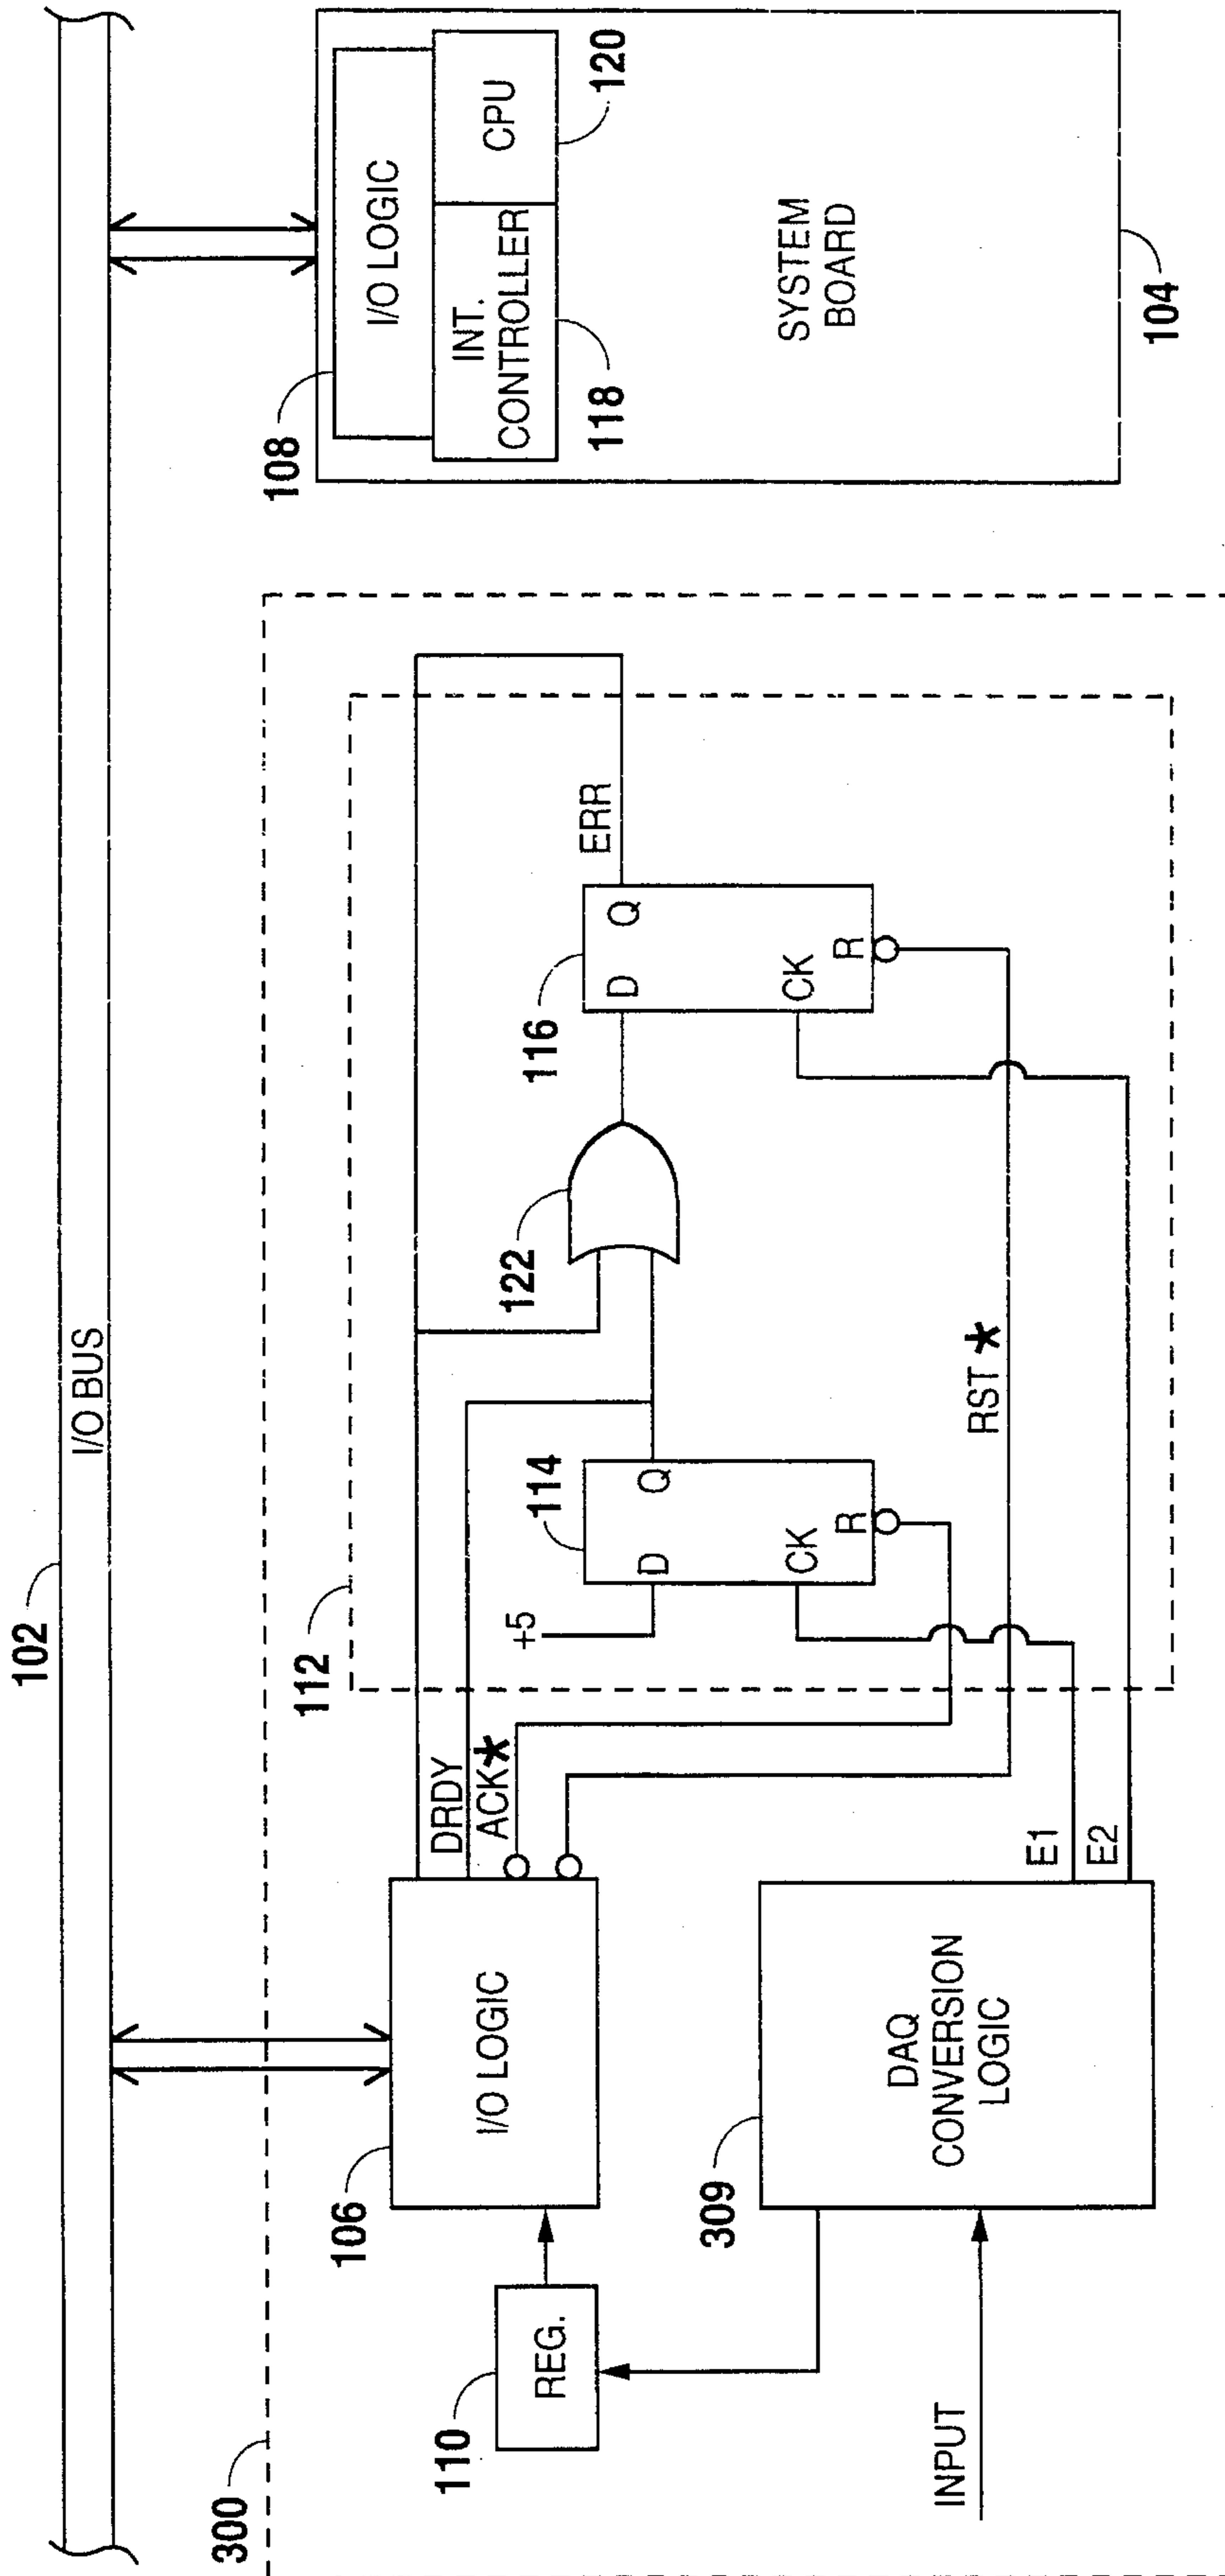 102
I/O BUS
300
112
108
I/O LOGIC
INT.
CONTROLLER
CPU
118
120
SYSTEM
BOARD
104
106
I/O LOGIC
DRDY
ACK*
110
REG.
+5
114
D
Q
CK
R
122
116
D
Q
CK
R
ERR
RST*
309
DAQ
CONVERSION
LOGIC
E1
E2
INPUT